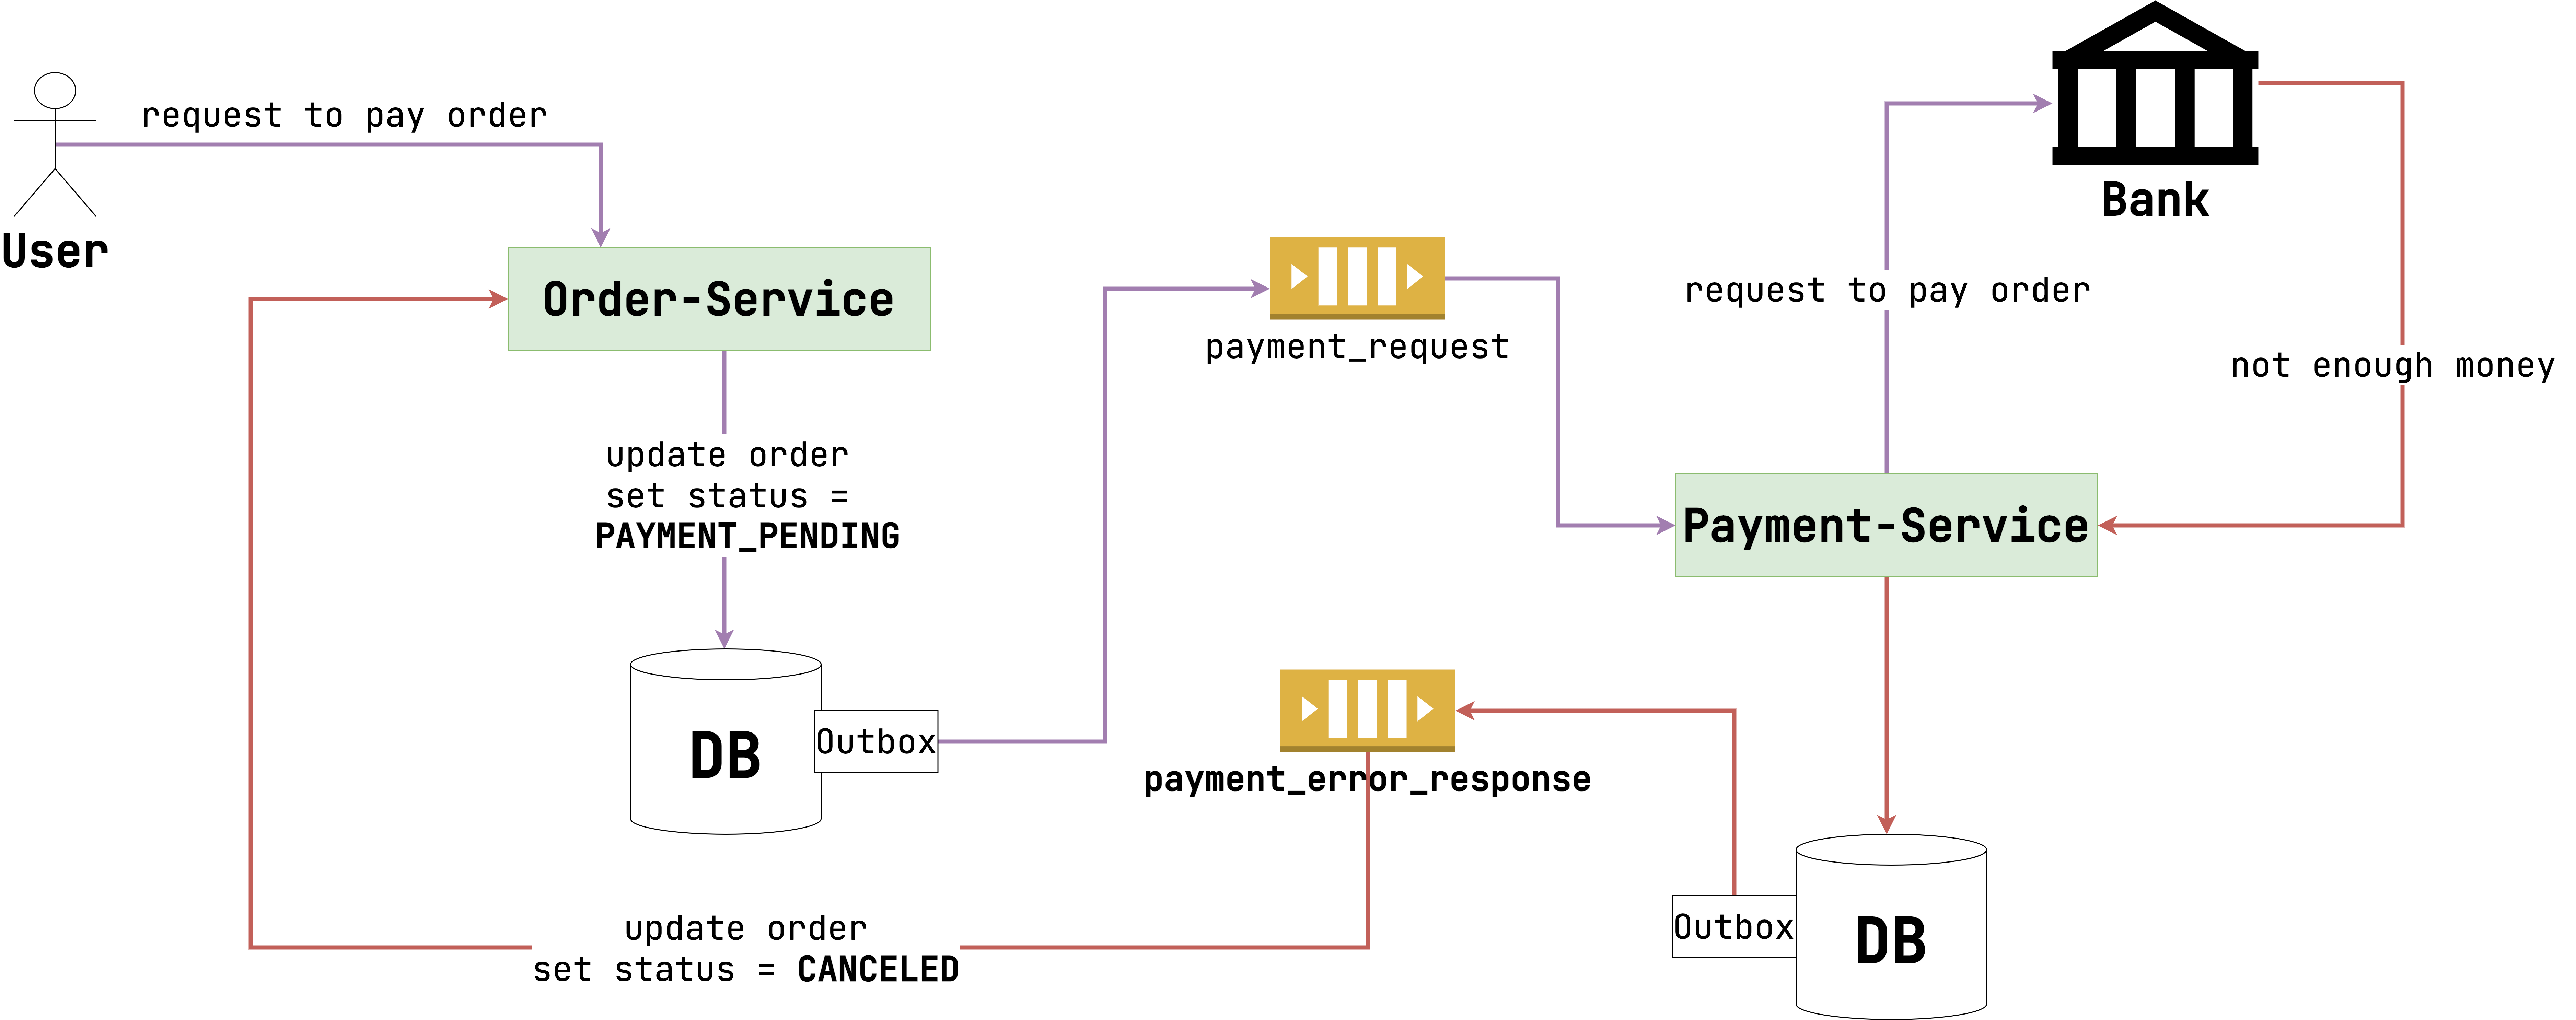 request to pay order
User
Order-Service
update order
set status =
PAYMENT_PENDING
DB
Outbox
payment_request
request to pay order
Bank
not enough money
Payment-Service
payment_error_response
Outbox
DB
update order
set status = CANCELED